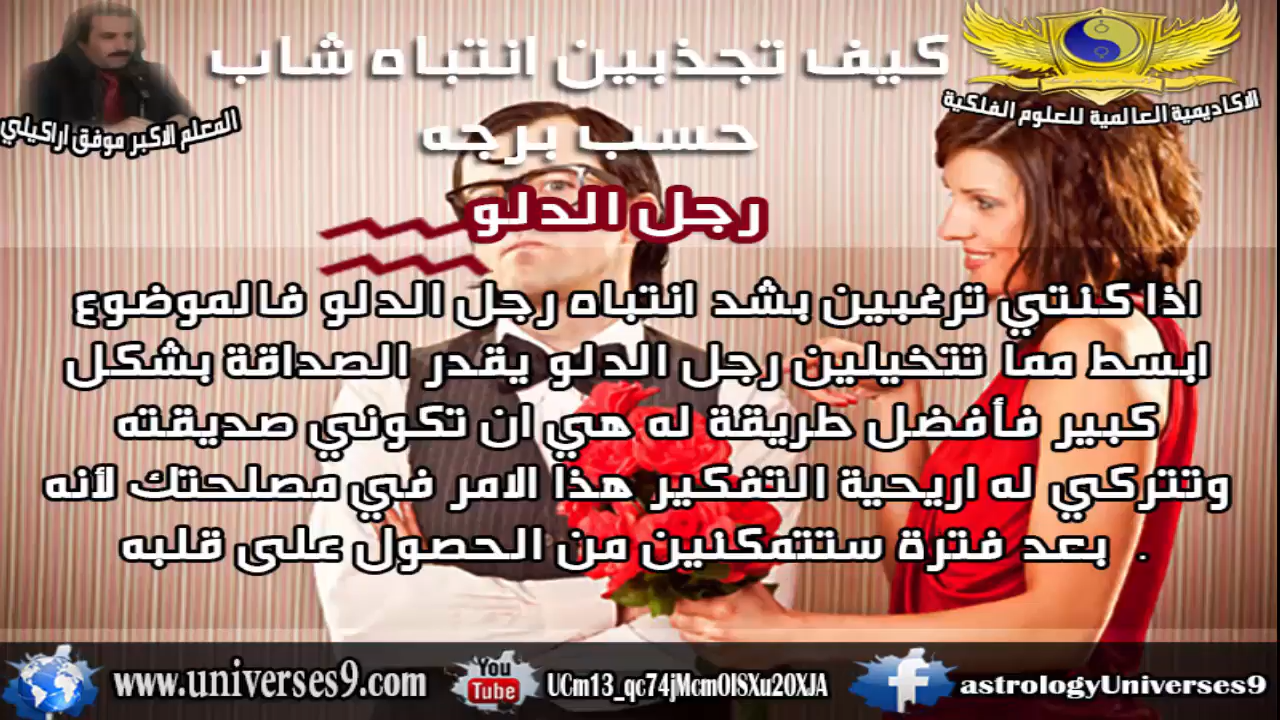 كيف تجذبين انتباه شاب
حسب برجه
رجل الدلو
المعلم الاكبر موفق اراكيلي
الاكاديمية العالمية للعلوم الفلكية
اذا كنتي ترغبين بشد انتباه رجل الدلو فالموضوع
ابسط مما تتخيلين رجل الدلو يقدر الصداقة بشكل
كبير فأفضل طريقة له هي ان تكوني صديقته
وتتركي له اريحية التفكير هذا الامر في مصلحتك لأنه
بعد فترة ستتمكنين من الحصول على قلبه .
www.universes9.com
You Tube
UCm13_qc74jMcmOlSXu20XJA
f
astrologyUniverses9